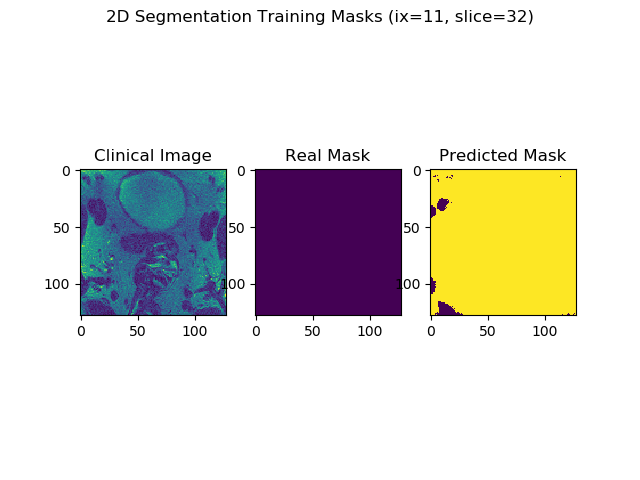 2D Segmentation Training Masks (ix=11, slice=32)
Clinical Image Real Mask Predicted Mask
0 0 0
50 50 50
100 100 100
0 50 100 0 50 100 0 50 100